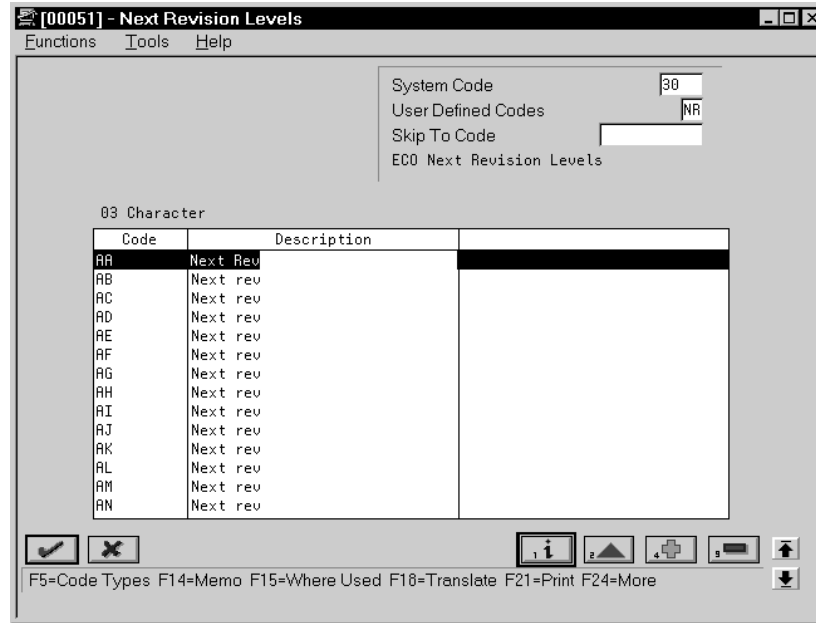 [00051] - Next Revision Levels
Functions Tools Help
System Code 30
User Defined Codes NR
Skip To Code
ECO Next Revision Levels
03 Character
Code Description
AA Next Rev
AB Next rev
AC Next rev
AD Next rev
AE Next rev
AF Next rev
AG Next rev
AH Next rev
AI Next rev
AJ Next rev
AK Next rev
AL Next rev
AM Next rev
AN Next rev
1 i 2 4 9
F5=Code Types F14=Memo F15=Where Used F18=Translate F21=Print F24=More